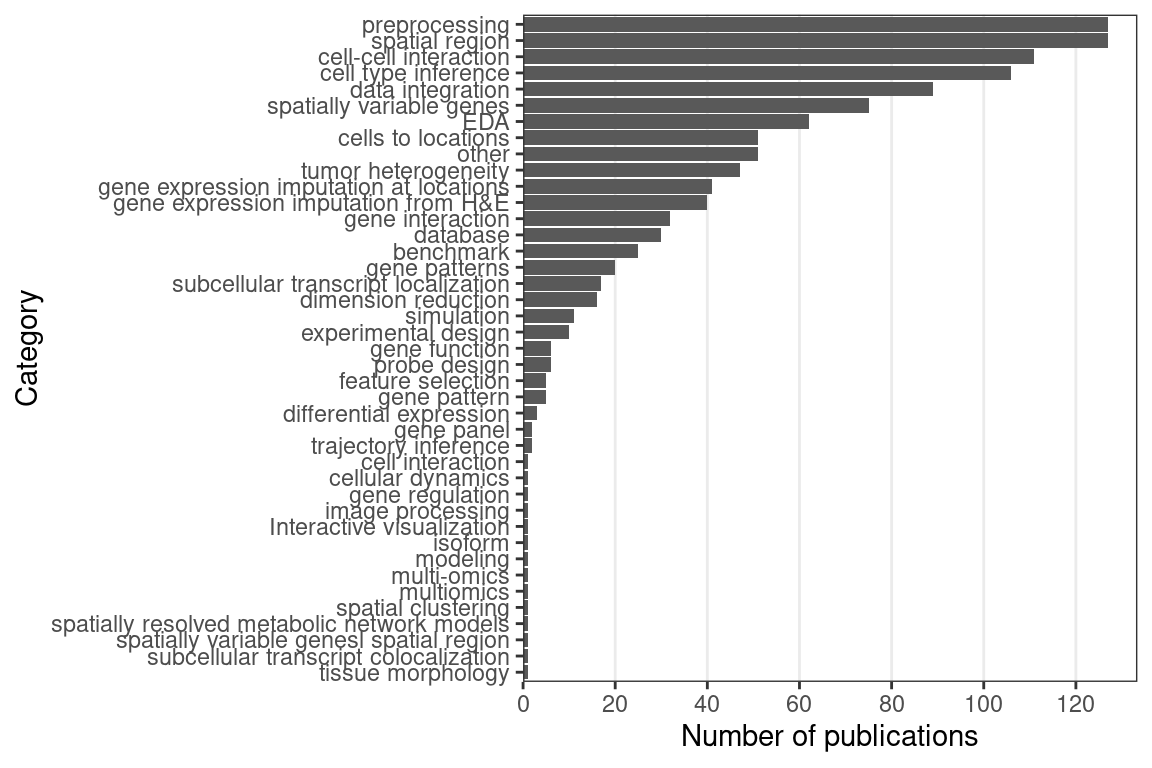 preprocessing
spatial region
cell-cell interaction
cell type inference
data integration
spatially variable genes
EDA
cells to locations
other
tumor heterogeneity
gene expression imputation at locations
gene expression imputation from H&E
gene interaction
database
benchmark
gene patterns
subcellular transcript localization
dimension reduction
simulation
experimental design
gene function
probe design
feature selection
gene pattern
differential expression
gene panel
trajectory inference
cell interaction
cellular dynamics
gene regulation
image processing
Interactive visualization
isoform
modeling
multi-omics
multiomics
spatial clustering
spatially resolved metabolic network models
spatially variable genesl spatial region
subcellular transcript colocalization
tissue morphology
Category
0 20 40 60 80 100 120
Number of publications